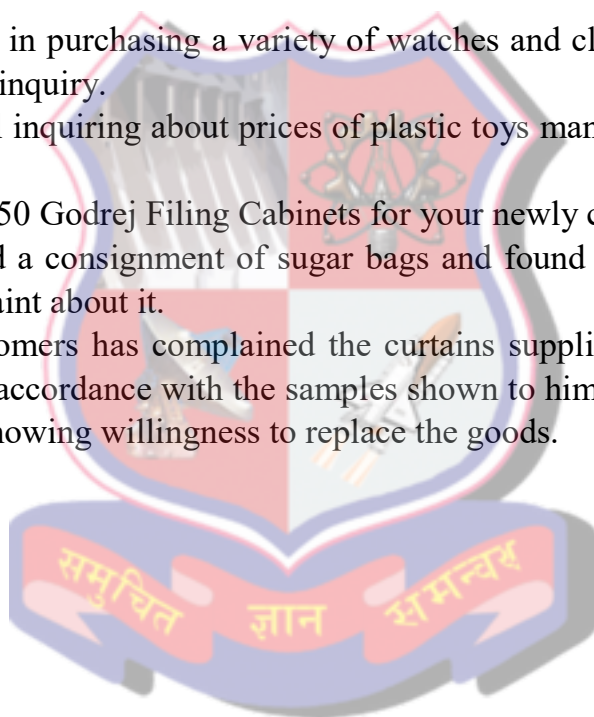 in purchasing a variety of watches and cl
inquiry.
inquiring about prices of plastic toys man
50 Godrej Filing Cabinets for your newly
a consignment of sugar bags and found
aint about it.
omers has complained the curtains suppli
accordance with the samples shown to him
howing willingness to replace the goods.
समुचित ज्ञान समन्वय